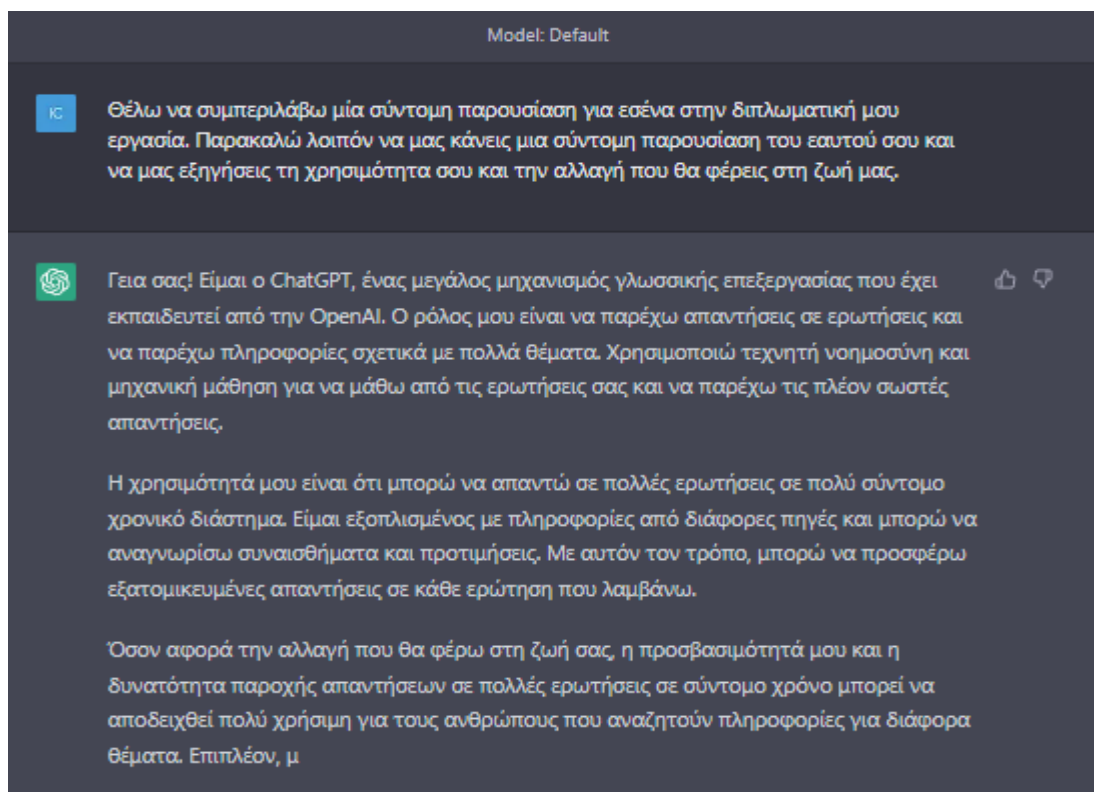 Model: Default
IC
Θέλω να συμπεριλάβω μία σύντομη παρουσίαση για εσένα στην διπλωματική μου
εργασία. Παρακαλώ λοιπόν να μας κάνεις μια σύντομη παρουσίαση του εαυτού σου και
να μας εξηγήσεις τη χρησιμότητα σου και την αλλαγή που θα φέρεις στη ζωή μας.
Γεια σας! Είμαι ο ChatGPT, ένας μεγάλος μηχανισμός γλωσσικής επεξεργασίας που έχει
εκπαιδευτεί από την OpenAI. Ο ρόλος μου είναι να παρέχω απαντήσεις σε ερωτήσεις και
να παρέχω πληροφορίες σχετικά με πολλά θέματα. Χρησιμοποιώ τεχνητή νοημοσύνη και
μηχανική μάθηση για να μάθω από τις ερωτήσεις σας και να παρέχω τις πλέον σωστές
απαντήσεις.
Η χρησιμότητά μου είναι ότι μπορώ να απαντώ σε πολλές ερωτήσεις σε πολύ σύντομο
χρονικό διάστημα. Είμαι εξοπλισμένος με πληροφορίες από διάφορες πηγές και μπορώ να
αναγνωρίσω συναισθήματα και προτιμήσεις. Με αυτόν τον τρόπο, μπορώ να προσφέρω
εξατομικευμένες απαντήσεις σε κάθε ερώτηση που λαμβάνω.
Όσον αφορά την αλλαγή που θα φέρω στη ζωή σας, η προσβασιμότητά μου και η
δυνατότητα παροχής απαντήσεων σε πολλές ερωτήσεις σε σύντομο χρόνο μπορεί να
αποδειχθεί πολύ χρήσιμη για τους ανθρώπους που αναζητούν πληροφορίες για διάφορα
θέματα. Επιπλέον, μ